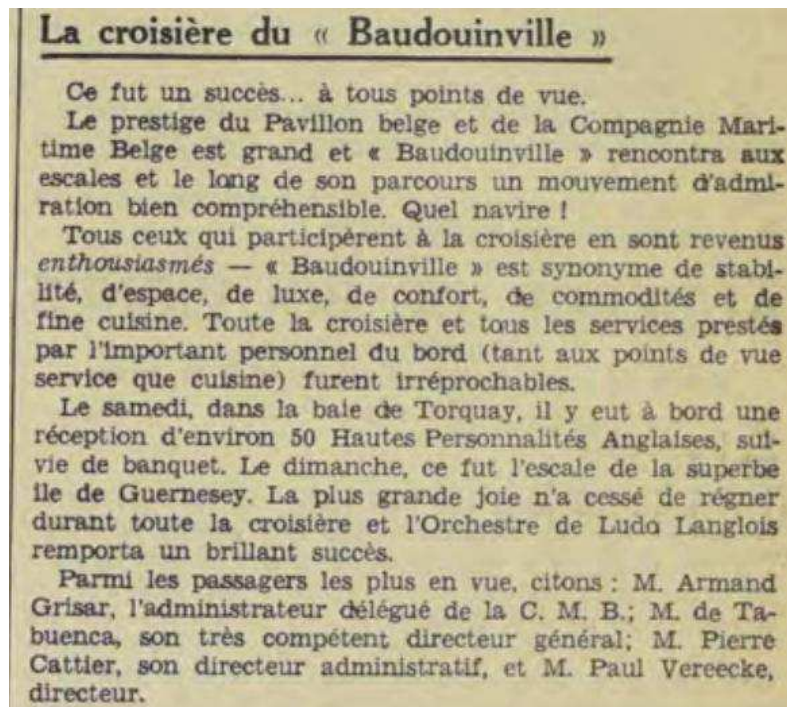 La croisière du « Baudouinville »
Ce fut un succès... à tous points de vue.
Le prestige du Pavillon belge et de la Compagnie Mari-
time Belge est grand et « Baudouinville » rencontra aux
escales et le long de son parcours un mouvement d'admi-
ration bien compréhensible. Quel navire !
Tous ceux qui participèrent à la croisière en sont revenus
enthousiasmés — « Baudouinville » est synonyme de stabi-
lité, d'espace, de luxe, de confort, de commodités et de
fine cuisine. Toute la croisière et tous les services prestés
par l'important personnel du bord (tant aux points de vue
service que cuisine) furent irréprochables.
Le samedi, dans la baie de Torquay, il y eut à bord une
réception d'environ 50 Hautes Personnalités Anglaises, sui-
vie de banquet. Le dimanche, ce fut l'escale de la superbe
ile de Guernesey. La plus grande joie n'a cessé de régner
durant toute la croisière et l'Orchestre de Ludo Langlois
remporta un brillant succès.
Parmi les passagers les plus en vue, citons : M. Armand
Grisar, l'administrateur délégué de la C. M. B.; M. de Ta-
buenca, son très compétent directeur général; M. Pierre
Cattier, son directeur administratif, et M. Paul Vereecke,
directeur.